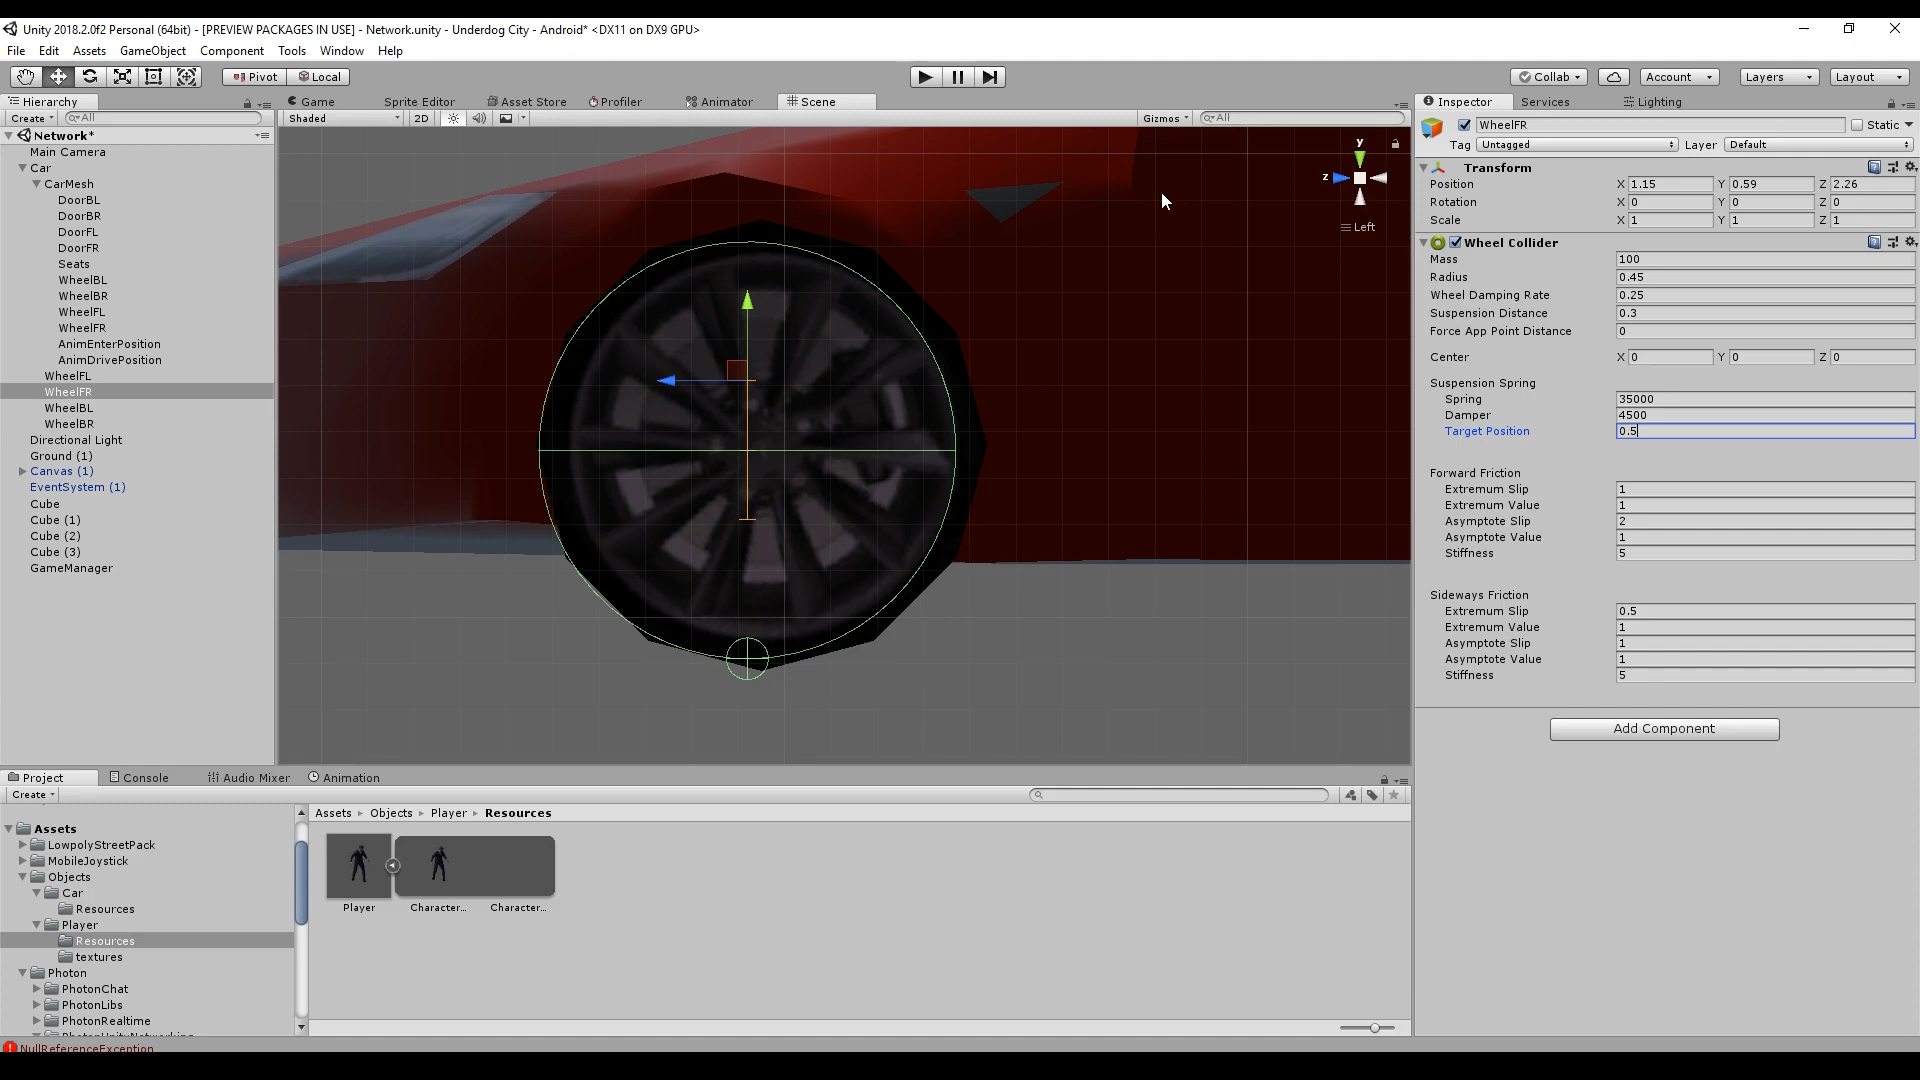 Unity 2018.2.0f2 Personal (64bit) - [PREVIEW PACKAGES IN USE] - Network.unity - Underdog City - Android* <DX11 on DX9 GPU>
File Edit Assets GameObject Component Tools Window Help
Pivot Local Collab Account Layers Layout
Hierarchy Game Sprite Editor Asset Store Profiler Animator Scene Inspector Services Lighting
Create All Shaded 2D Gizmos All WheelFR Static
Tag Untagged Layer Default
Network*
Main Camera
Car
CarMesh
DoorBL
DoorBR
DoorFL
DoorFR
Seats
WheelBL
WheelBR
WheelFL
WheelFR
AnimEnterPosition
AnimDrivePosition
WheelFL
WheelFR
WheelBL
WheelBR
Directional Light
Ground (1)
Canvas (1)
EventSystem (1)
Cube
Cube (1)
Cube (2)
Cube (3)
GameManager
y
z
Left
Transform
Position X 1.15 Y 0.59 Z 2.26
Rotation X 0 Y 0 Z 0
Scale X 1 Y 1 Z 1
Wheel Collider
Mass 100
Radius 0.45
Wheel Damping Rate 0.25
Suspension Distance 0.3
Force App Point Distance 0
Center X 0 Y 0 Z 0
Suspension Spring
Spring 35000
Damper 4500
Target Position 0.5
Forward Friction
Extremum Slip 1
Extremum Value 1
Asymptote Slip 2
Asymptote Value 1
Stiffness 5
Sideways Friction
Extremum Slip 0.5
Extremum Value 1
Asymptote Slip 1
Asymptote Value 1
Stiffness 5
Add Component
Project Console Audio Mixer Animation
Create
Assets
LowpolyStreetPack
MobileJoystick
Objects
Car
Resources
Player
Resources
textures
Photon
PhotonChat
PhotonLibs
PhotonRealtime
PhotonUnityNetworking
Assets Objects Player Resources
Player Character... Character...
NullReferenceException